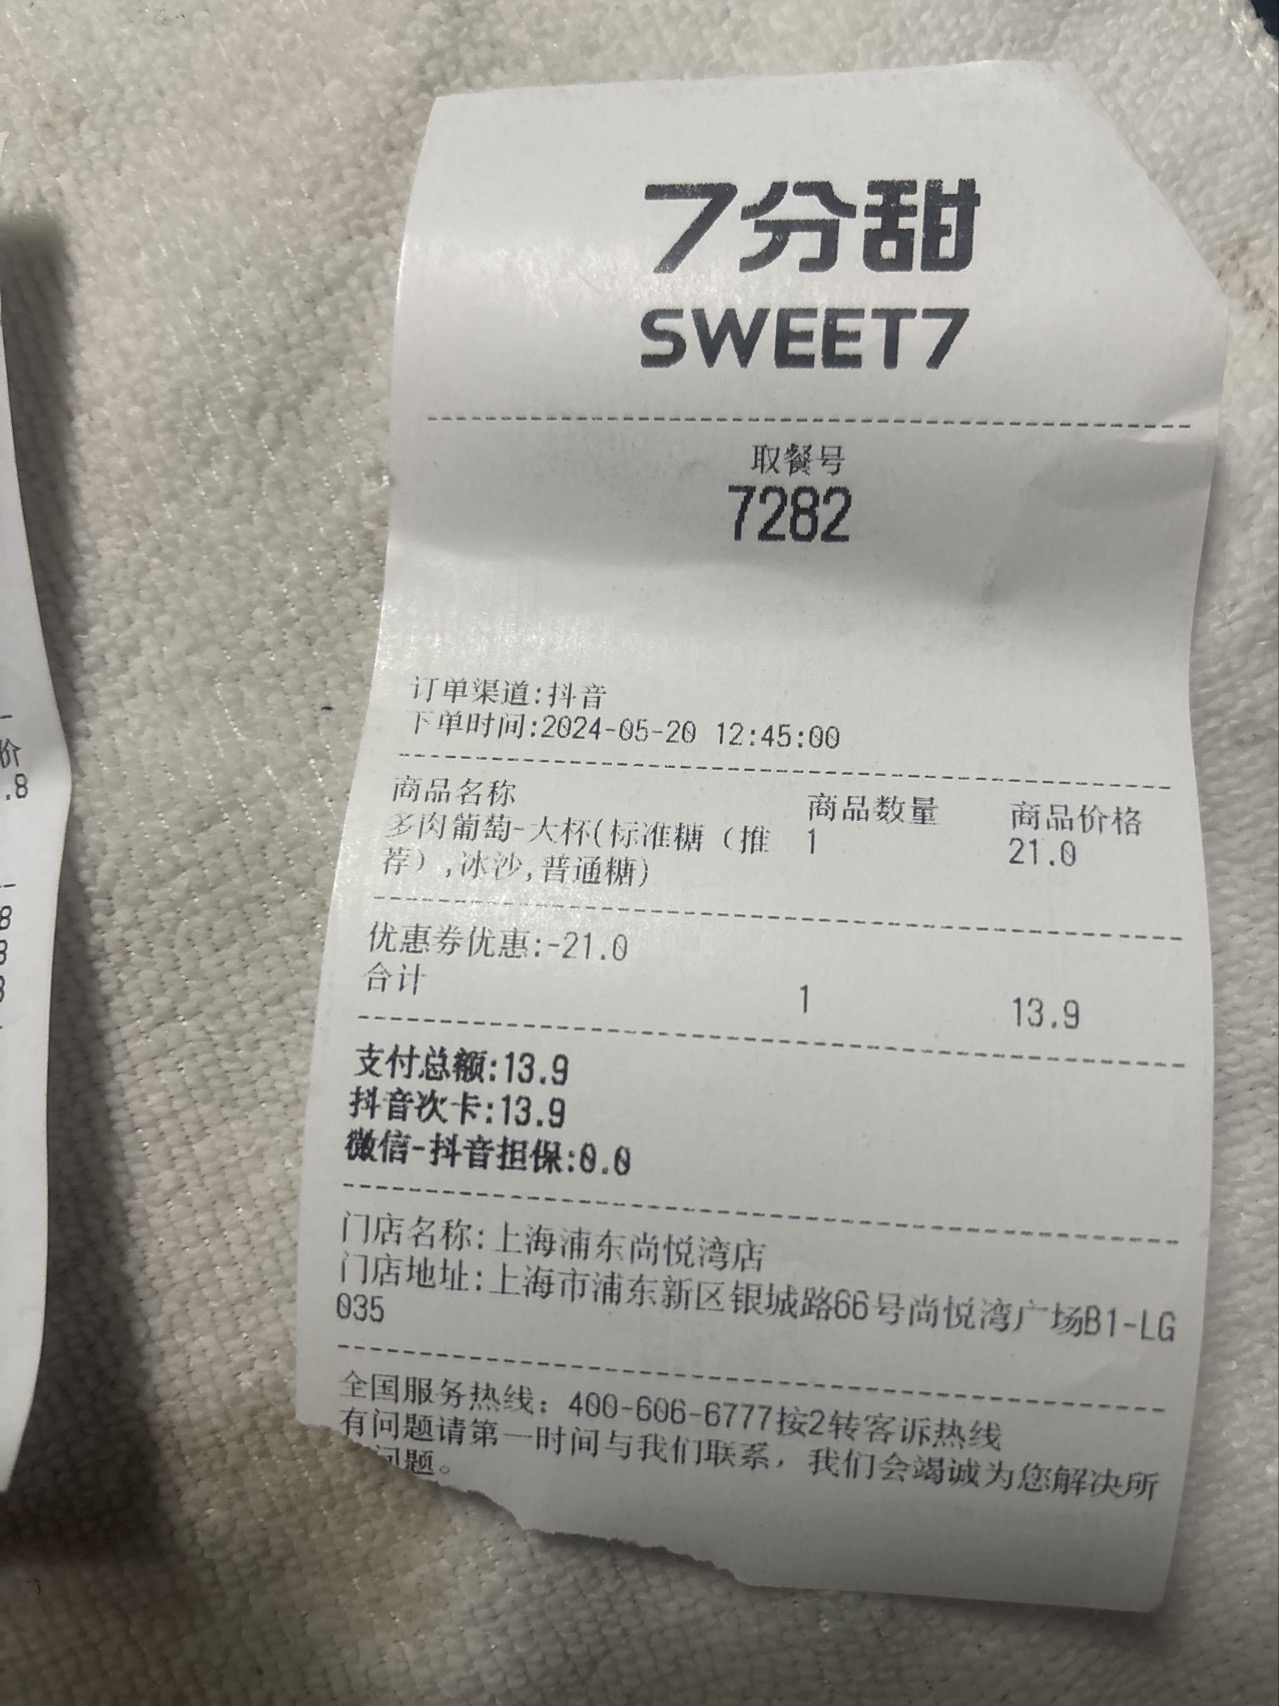 7分甜
SWEET7
取餐号
7282
订单渠道:抖音
下单时间:2024-05-20 12:45:00
商品名称 商品数量 商品价格
多肉葡萄-大杯(标准糖（推 1 21.0
荐）,冰沙,普通糖)
优惠券优惠:-21.0
合计 1 13.9
支付总额:13.9
抖音次卡:13.9
微信-抖音担保:0.0
门店名称:上海浦东尚悦湾店
门店地址:上海市浦东新区银城路66号尚悦湾广场B1-LG
035
全国服务热线：400-606-6777按2转客诉热线
有问题请第一时间与我们联系，我们会竭诚为您解决所
问题。
价
.8
8
8
8